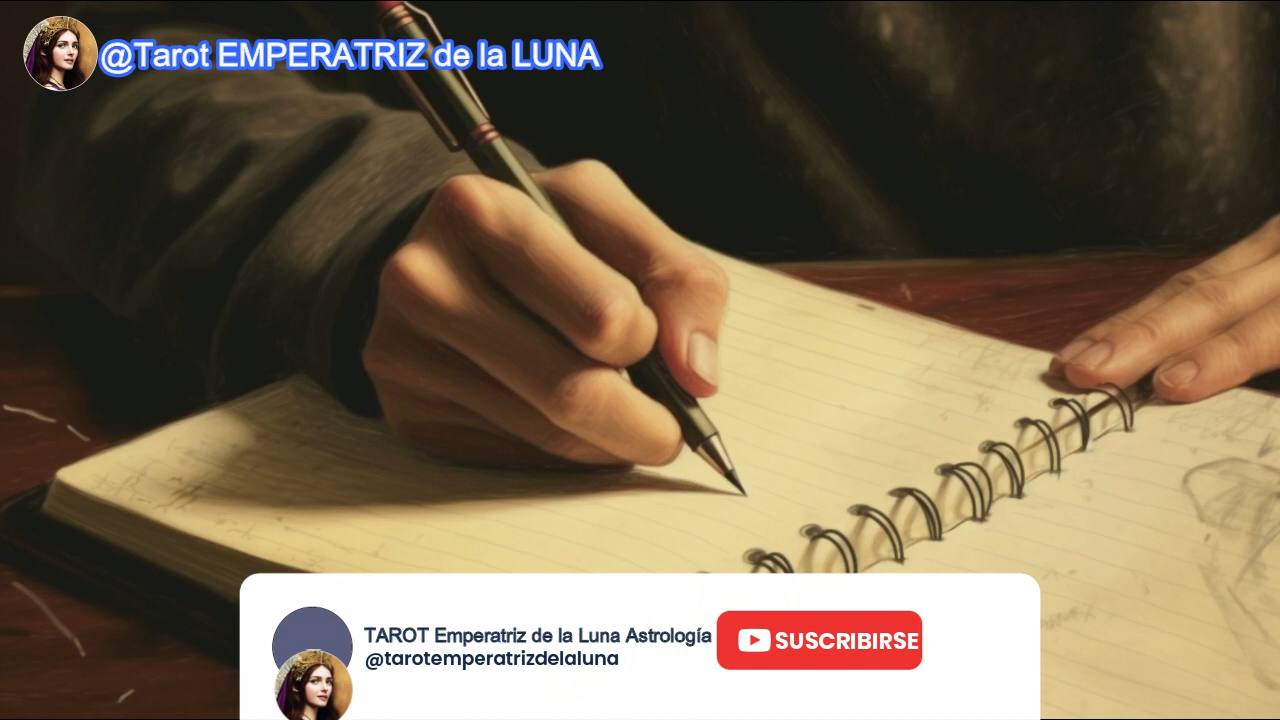 @Tarot EMPERATRIZ de la LUNA
TAROT Emperatriz de la Luna Astrología
@tarotemperatrizdelaluna
SUSCRIBIRSE